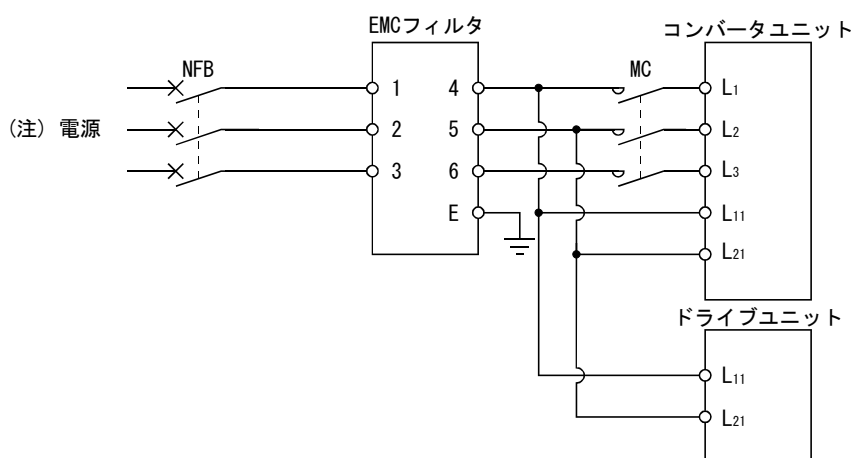 EMCフィルタ
コンバータユニット
NFB
MC
1
4
L1
(注) 電源
2
5
L2
3
6
L3
E
L11
L21
ドライブユニット
L11
L21